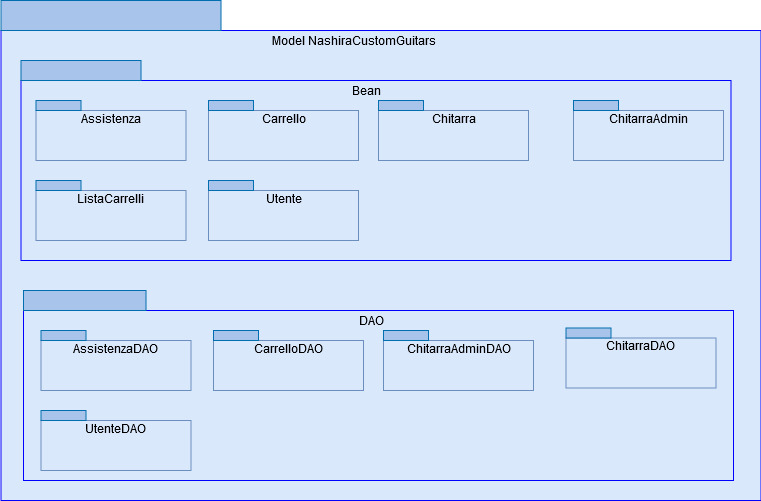 Model NashiraCustomGuitars
Bean
Assistenza
Carrello
Chitarra
ChitarraAdmin
ListaCarrelli
Utente
DAO
AssistenzaDAO
CarrelloDAO
ChitarraAdminDAO
ChitarraDAO
UtenteDAO